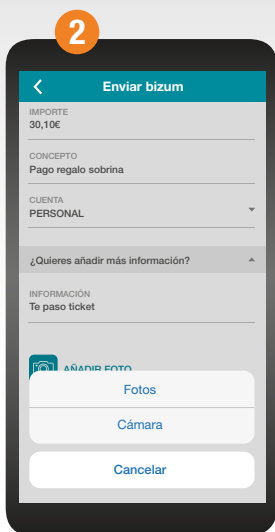 2
Enviar bizum
IMPORTE
30,10€
CONCEPTO
Pago regalo sobrina
CUENTA
PERSONAL
¿Quieres añadir más información?
INFORMACIÓN
Te paso ticket
AÑADIR FOTO
Fotos
Cámara
Cancelar